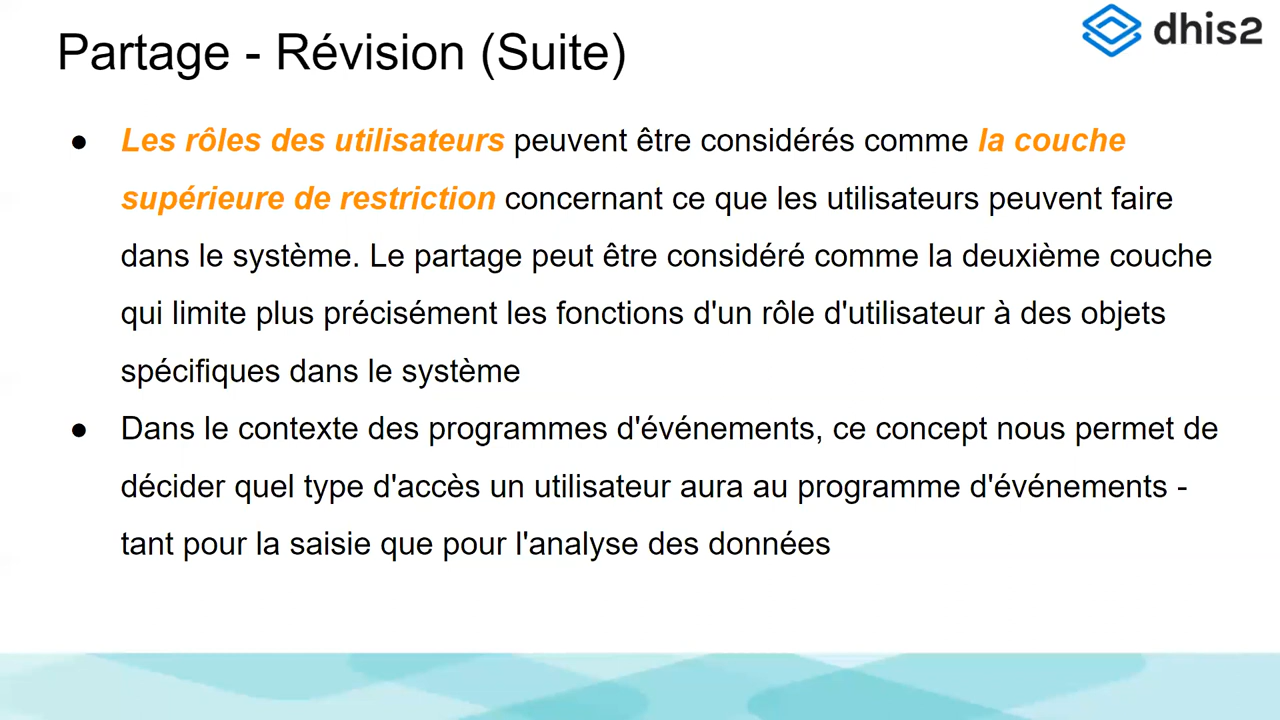 Partage - Révision (Suite)
dhis2
● Les rôles des utilisateurs peuvent être considérés comme la couche
supérieure de restriction concernant ce que les utilisateurs peuvent faire
dans le système. Le partage peut être considéré comme la deuxième couche
qui limite plus précisément les fonctions d'un rôle d'utilisateur à des objets
spécifiques dans le système
● Dans le contexte des programmes d'événements, ce concept nous permet de
décider quel type d'accès un utilisateur aura au programme d'événements -
tant pour la saisie que pour l'analyse des données